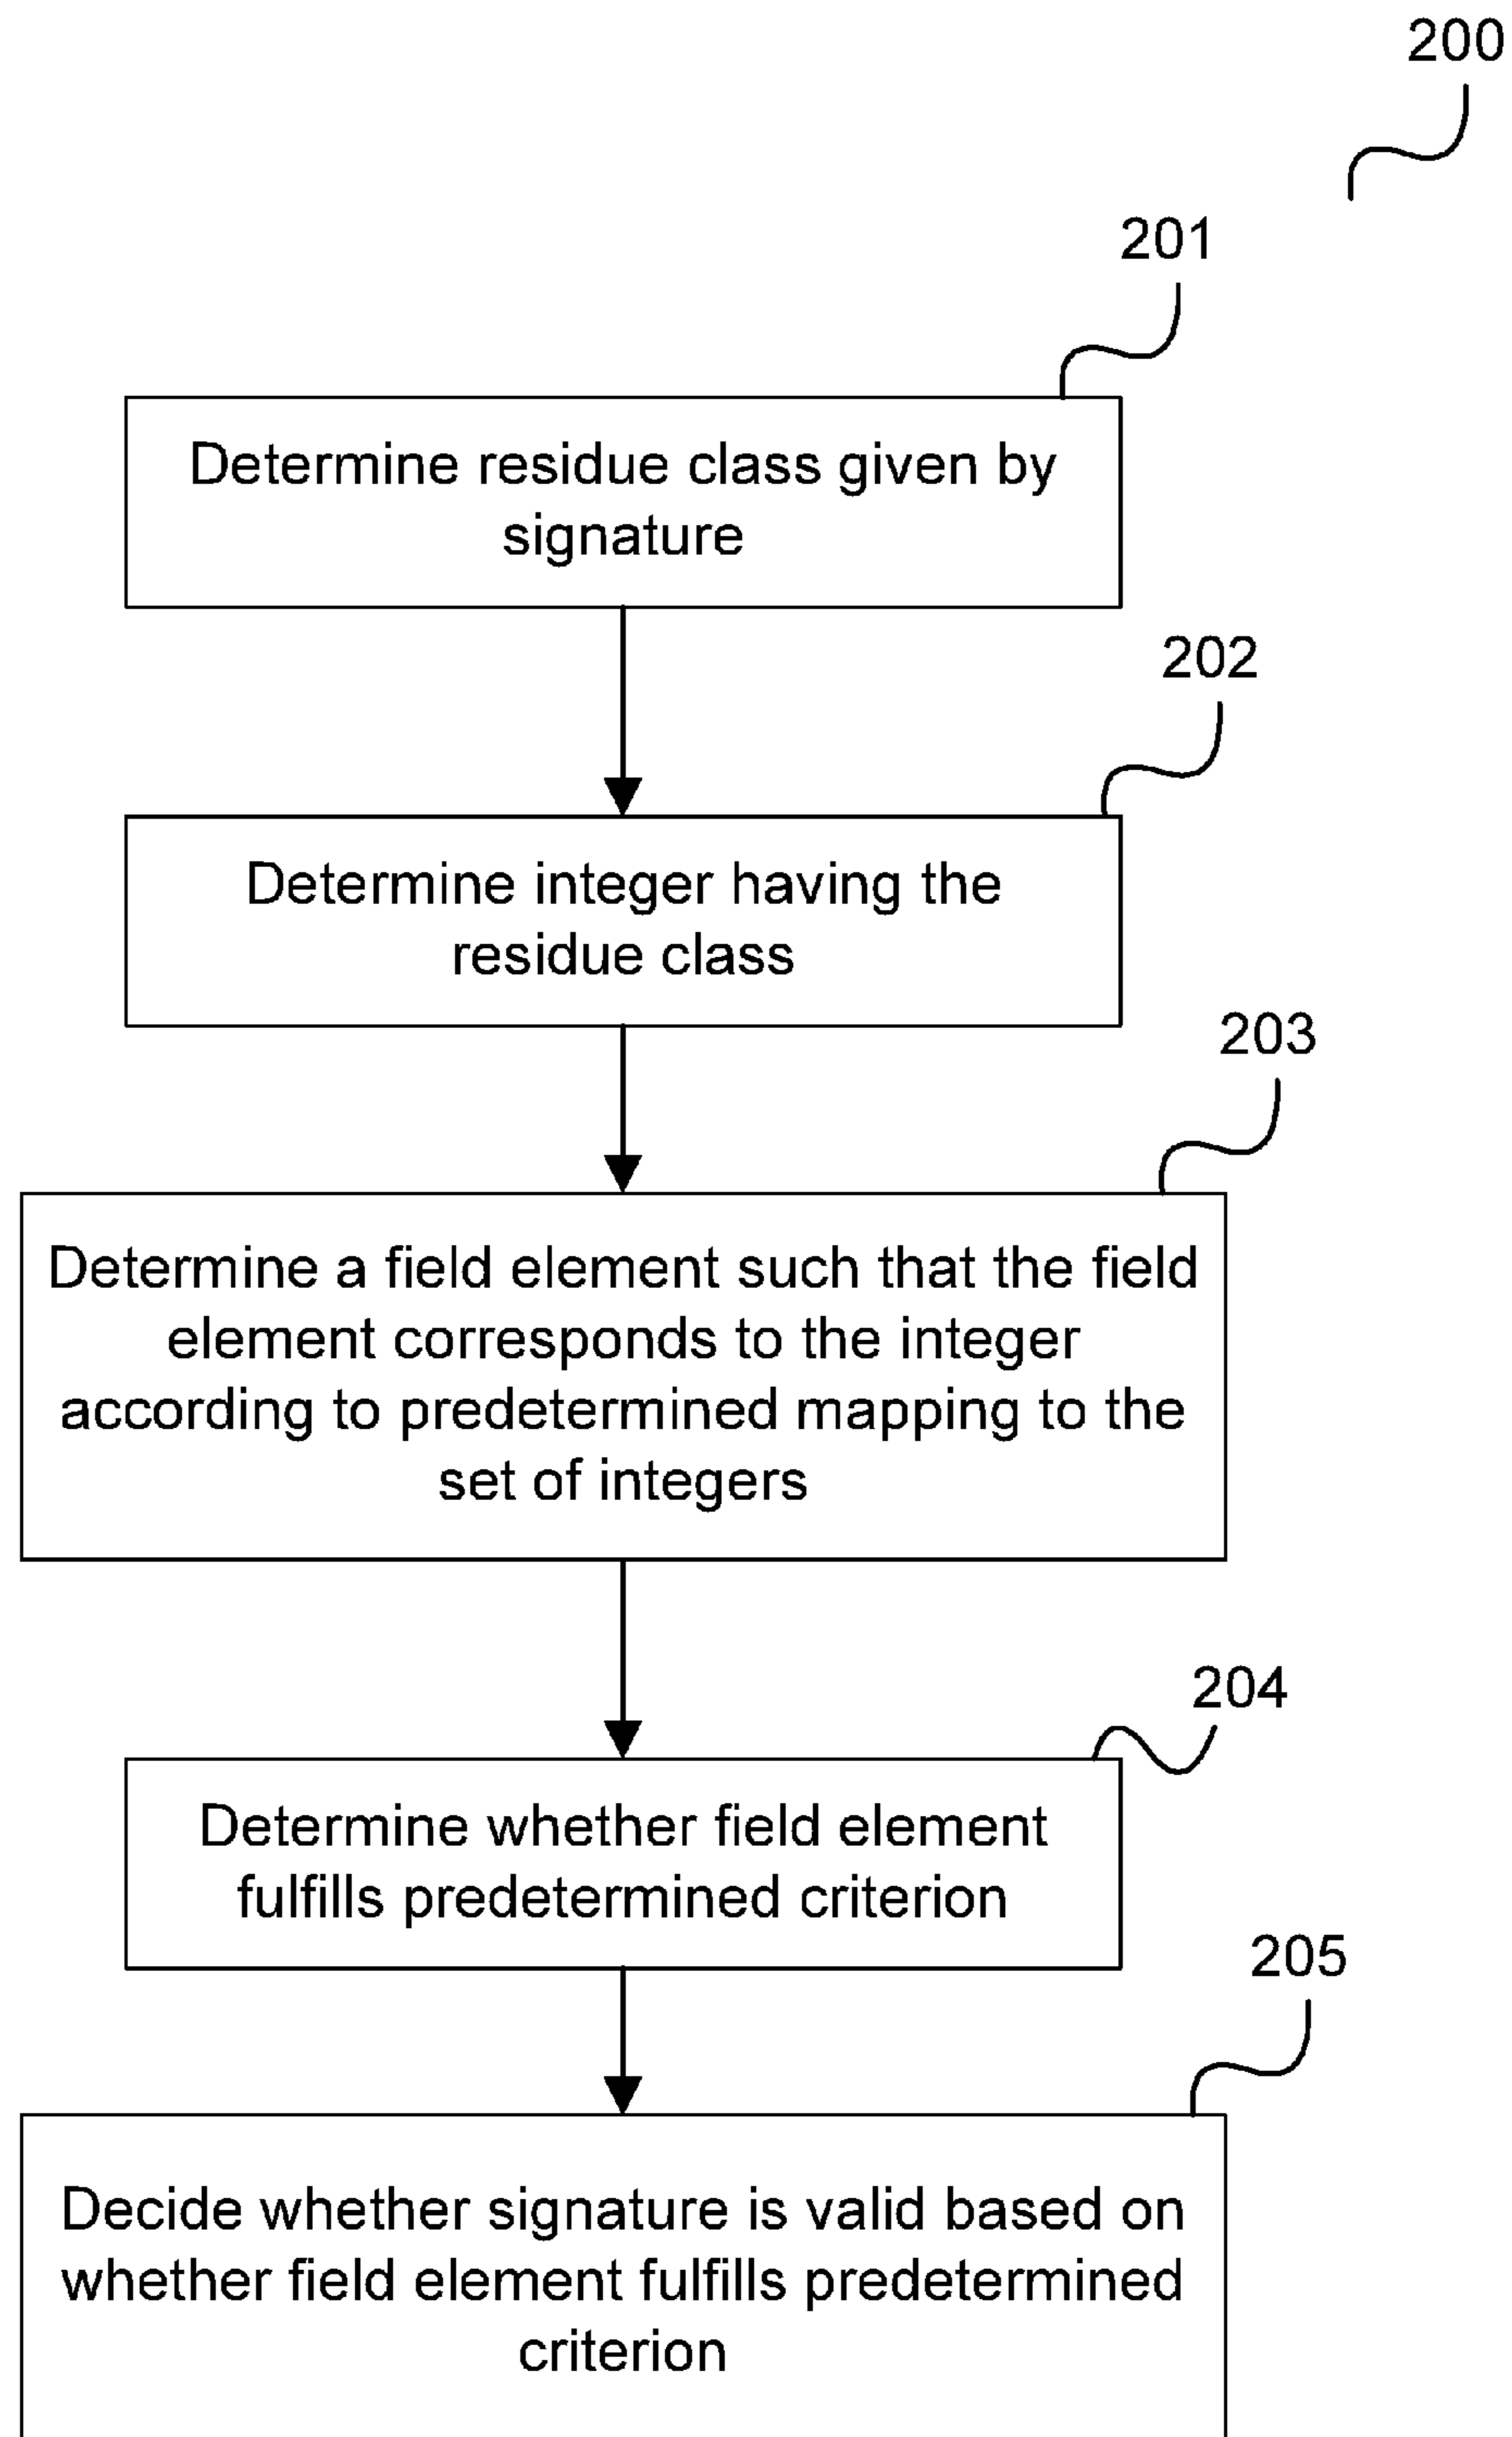 200
201
Determine residue class given by
signature
202
Determine integer having the
residue class
203
Determine a field element such that the field
element corresponds to the integer
according to predetermined mapping to the
set of integers
204
Determine whether field element
fulfills predetermined criterion
205
Decide whether signature is valid based on
whether field element fulfills predetermined
criterion